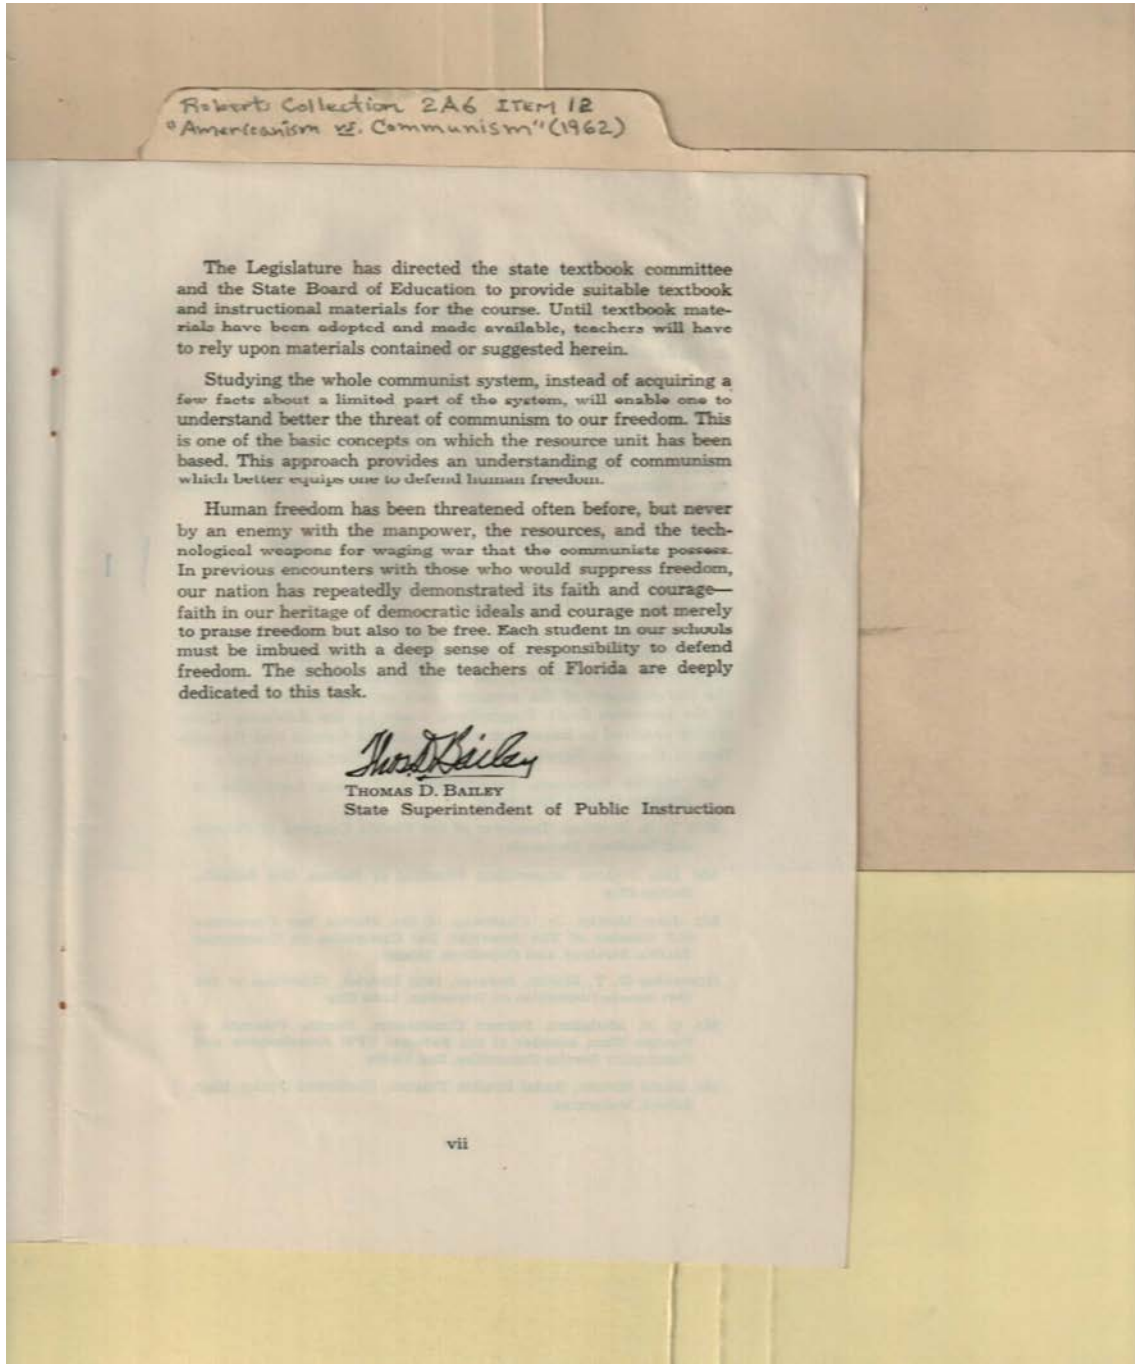 Roberts Collection 2A6 ITEM 12
"Americanism vs. Communism" (1962)
The Legislature has directed the state textbook committee
and the State Board of Education to provide suitable textbook
and instructional materials for the course. Until textbook mate-
rials have been adopted and made available, teachers will have
to rely upon materials contained or suggested herein.
Studying the whole communist system, instead of acquiring a
few facts about a limited part of the system, will enable one to
understand better the threat of communism to our freedom. This
is one of the basic concepts on which the resource unit has been
based. This approach provides an understanding of communism
which better equips one to defend human freedom.
Human freedom has been threatened often before, but never
by an enemy with the manpower, the resources, and the tech-
nological weapons for waging war that the communists possess.
In previous encounters with those who would suppress freedom,
our nation has repeatedly demonstrated its faith and courage—
faith in our heritage of democratic ideals and courage not merely
to praise freedom but also to be free. Each student in our schools
must be imbued with a deep sense of responsibility to defend
freedom. The schools and the teachers of Florida are deeply
dedicated to this task.
Thos. D. Bailey
THOMAS D. BAILEY
State Superintendent of Public Instruction
vii